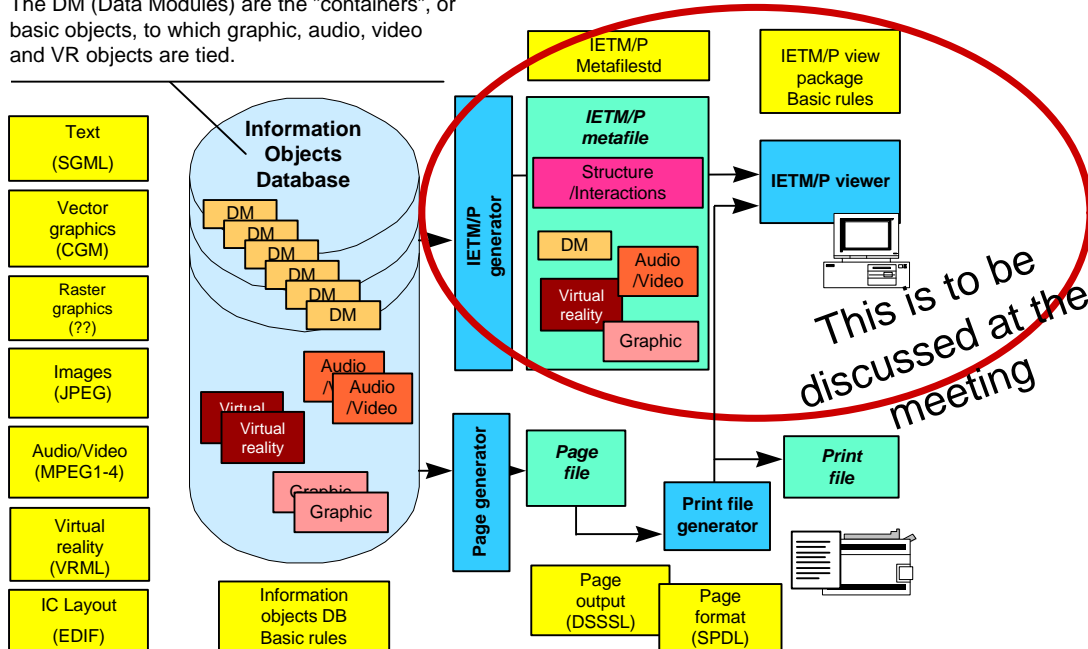 The DM (Data Modules) are the "containers", or
basic objects, to which graphic, audio, video
and VR objects are tied.
Text
(SGML)
Vector
graphics
(CGM)
Raster
graphics
(??)
Images
(JPEG)
Audio/Video
(MPEG1-4)
Virtual
reality
(VRML)
IC Layout
(EDIF)
Information
Objects
Database
DM
DM
DM
DM
DM
DM
Audio
Audio
/Video
Virtual
Virtual
reality
Graphic
Graphic
Information
objects DB
Basic rules
IETM/P
generator
Page generator
IETM/P
Metafilestd
IETM/P
metafile
Structure
/Interactions
DM
Audio
/Video
Virtual
reality
Graphic
IETM/P view
package
Basic rules
IETM/P viewer
This is to be
discussed at the
meeting
Page
file
Print file
generator
Print
file
Page
output
(DSSSL)
Page
format
(SPDL)